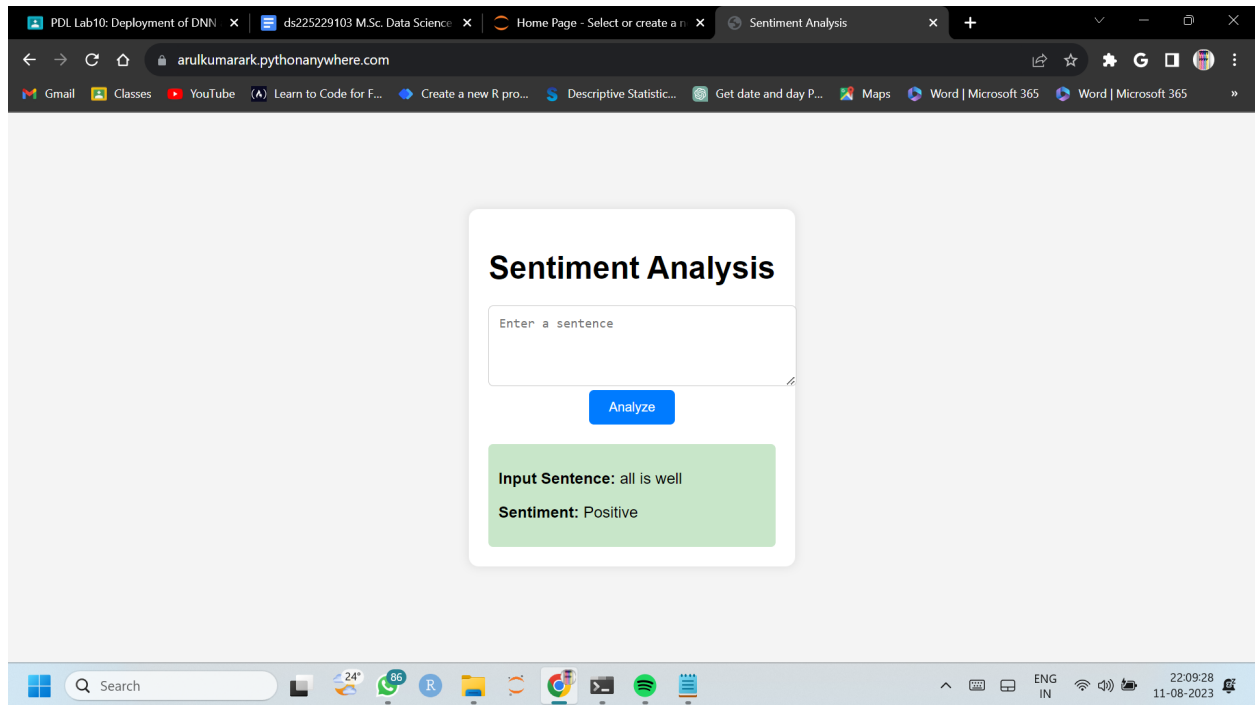 PDL Lab10: Deployment of DNN
ds225229103 M.Sc. Data Science
Home Page - Select or create a n
Sentiment Analysis
arulkumarark.pythonanywhere.com
G
Gmail Classes YouTube (A) Learn to Code for F... Create a new R pro... S Descriptive Statistic... Get date and day P... Maps Word | Microsoft 365 Word | Microsoft 365 »
Sentiment Analysis
Enter a sentence
Analyze
Input Sentence: all is well
Sentiment: Positive
Search
24°
86
R
ENG
IN
22:09:28
11-08-2023